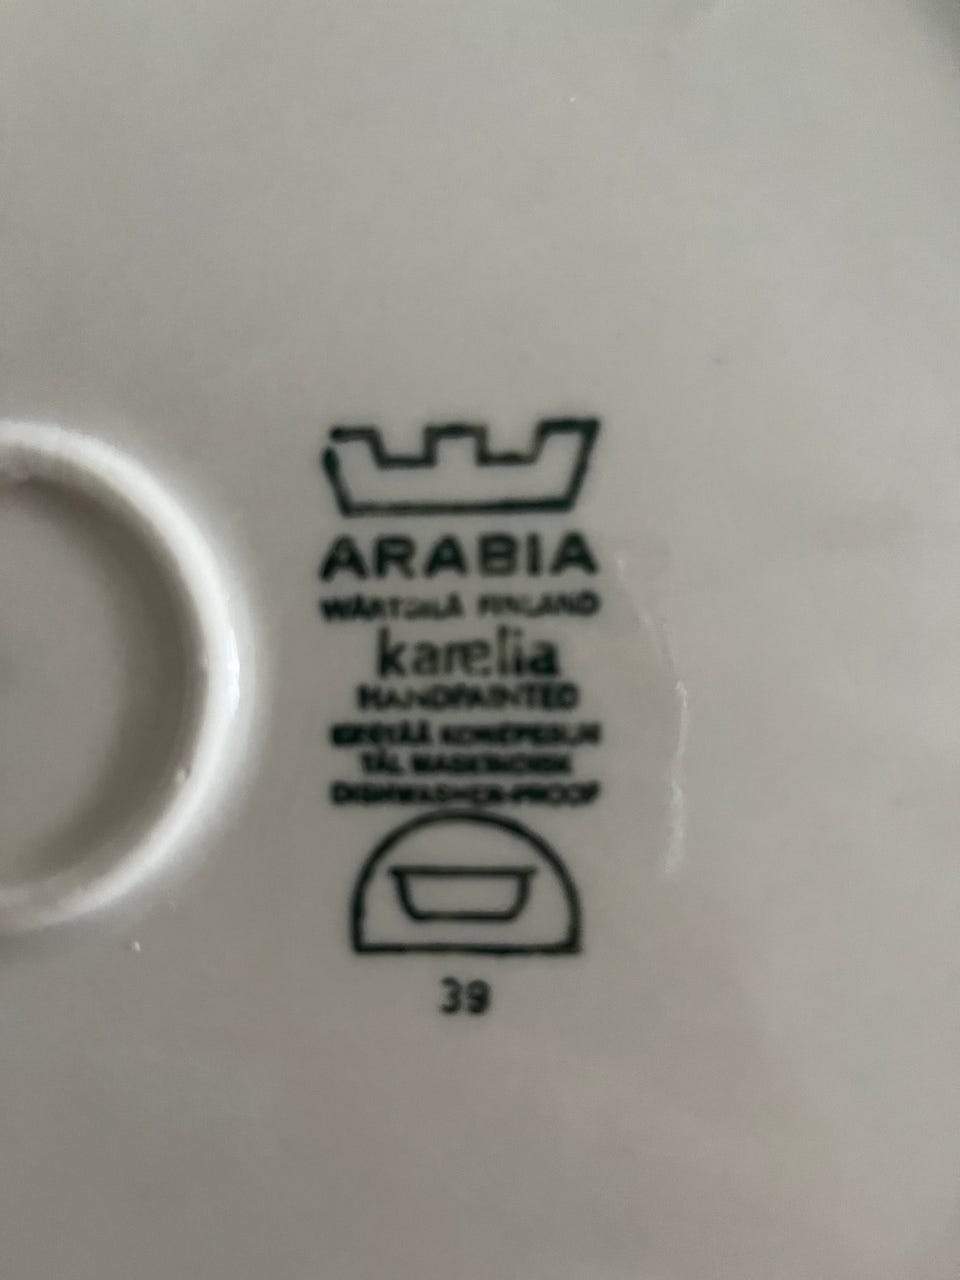 ARABIA
WÄRTSILÄ FINLAND
karelia
HANDPAINTED
KESTÄÄ KONEPESUN
TÅL MASKINDISK
DISHWASHER-PROOF
39